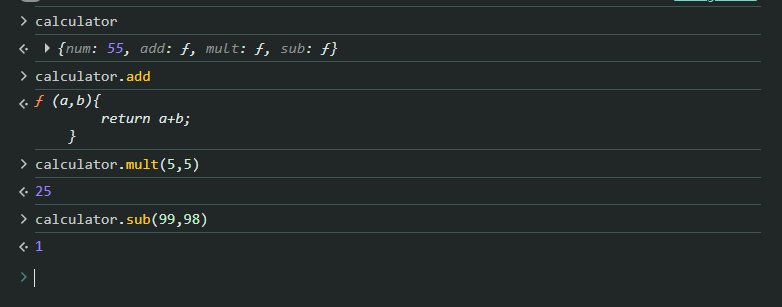 > calculator
<· ▶ {num: 55, add: ƒ, mult: ƒ, sub: ƒ}
> calculator.add
<· ƒ (a,b){
        return a+b;
    }
> calculator.mult(5,5)
<· 25
> calculator.sub(99,98)
<· 1
>